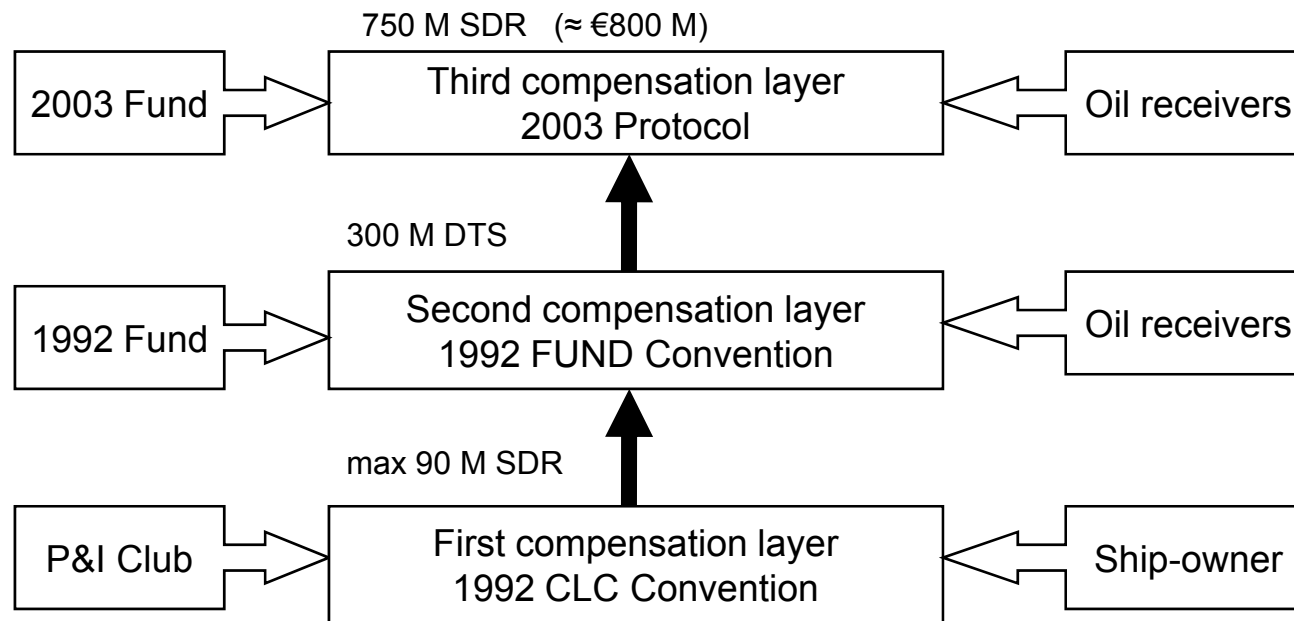 750 M SDR (≈ €800 M)
2003 Fund
Third compensation layer
2003 Protocol
Oil receivers
300 M DTS
1992 Fund
Second compensation layer
1992 FUND Convention
Oil receivers
max 90 M SDR
P&I Club
First compensation layer
1992 CLC Convention
Ship-owner